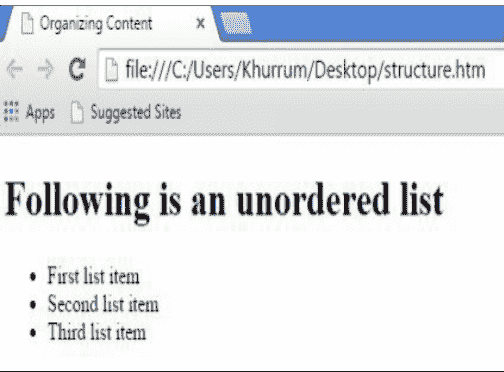 Organizing Content
file:///C:/Users/Khurrum/Desktop/structure.htm
Apps Suggested Sites
Following is an unordered list
First list item
Second list item
Third list item